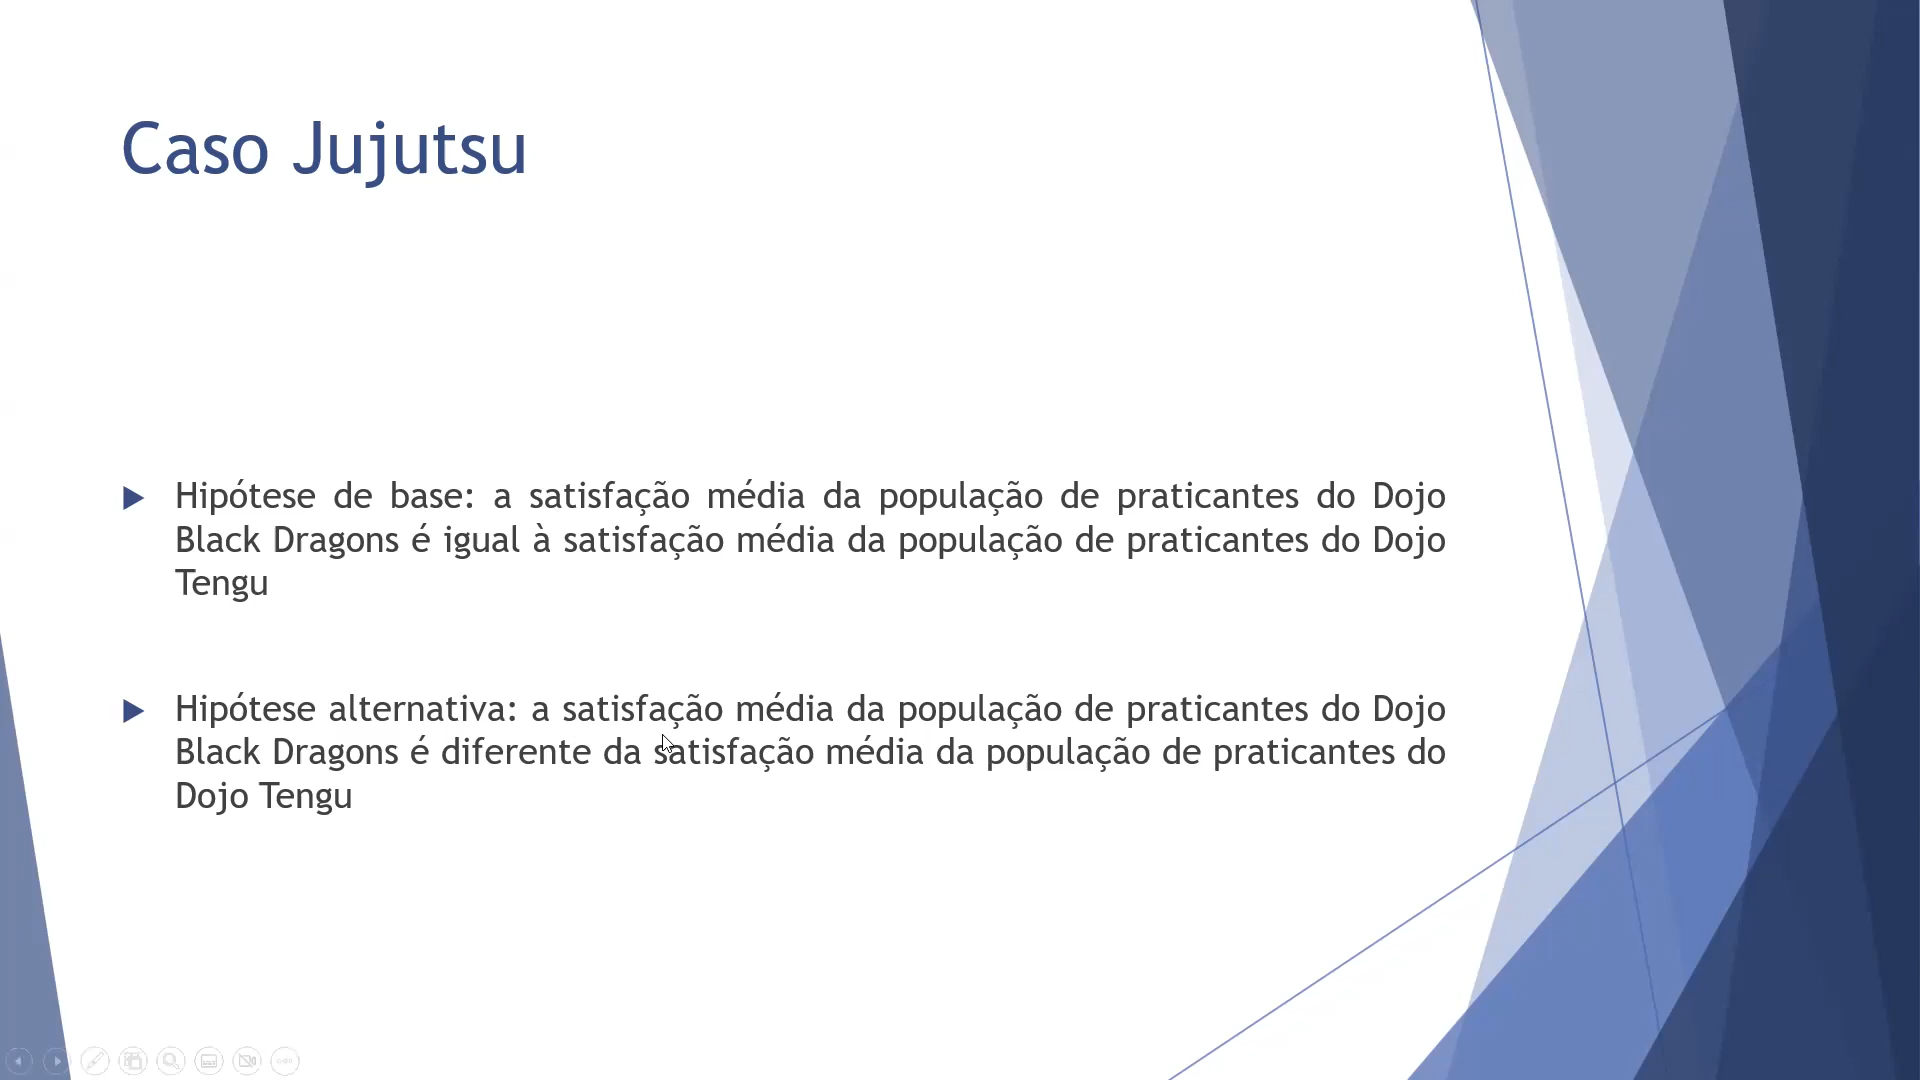 Caso Jujutsu
Hipótese de base: a satisfação média da população de praticantes do Dojo
Black Dragons é igual à satisfação média da população de praticantes do Dojo
Tengu
Hipótese alternativa: a satisfação média da população de praticantes do Dojo
Black Dragons é diferente da satisfação média da população de praticantes do
Dojo Tengu